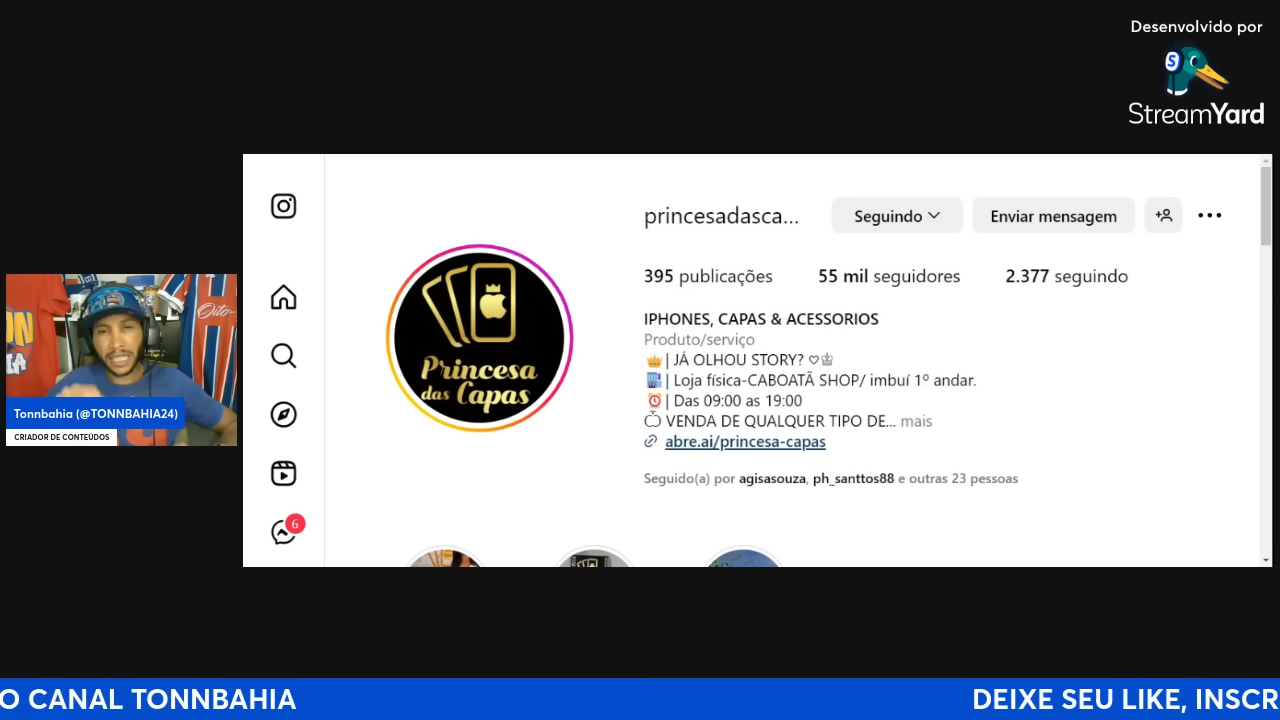 Desenvolvido por
StreamYard
princesadasca...
Seguindo
Enviar mensagem
395 publicações
55 mil seguidores
2.377 seguindo
IPHONES, CAPAS & ACESSORIOS
Produto/serviço
👑| JÁ OLHOU STORY? ♡♔
🏬| Loja física-CABOATÃ SHOP/ imbuí 1º andar.
⏰| Das 09:00 as 19:00
VENDA DE QUALQUER TIPO DE... mais
abre.ai/princesa-capas
Seguido(a) por agisasouza, ph_santtos88 e outras 23 pessoas
Princesa
das Capas
6
Oito
Tonnbahia (@TONNBAHIA24)
CRIADOR DE CONTEÚDOS
O CANAL TONNBAHIA
DEIXE SEU LIKE, INSCR